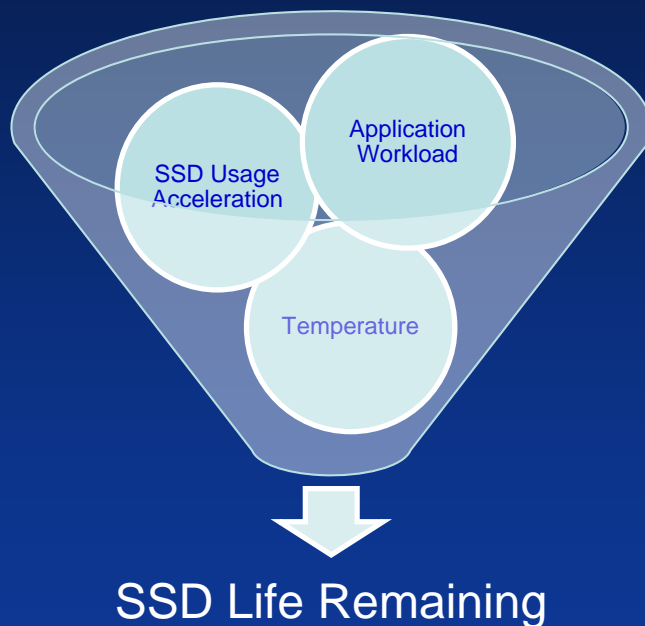 Application
Workload
SSD Usage
Acceleration
Temperature
SSD Life Remaining